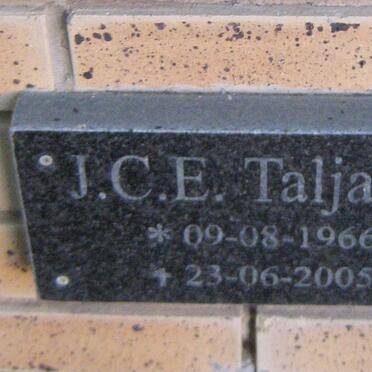 J.C.E. Talja
* 09-08-1966
† 23-06-2005